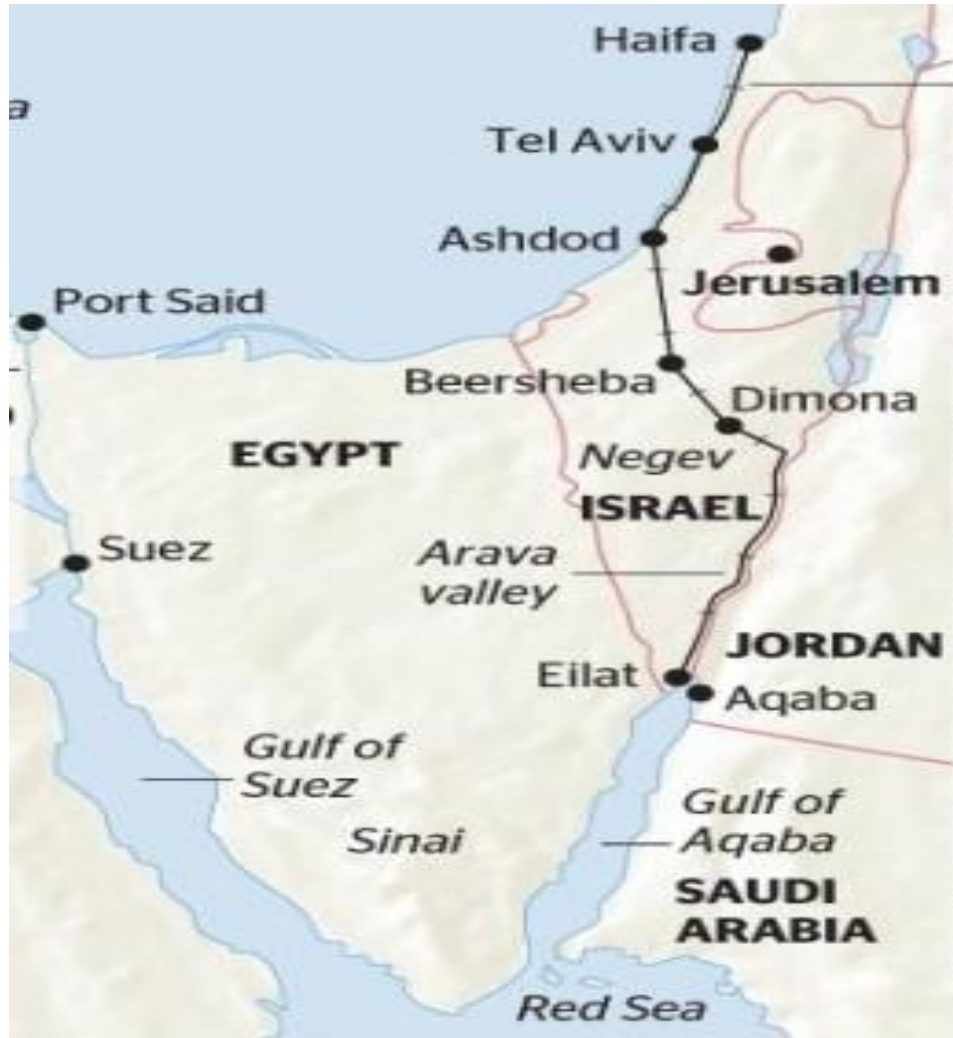 Haifa
a
Tel Aviv
Ashdod
Jerusalem
Port Said
Beersheba
Dimona
EGYPT
Negev
ISRAEL
Suez
Arava
valley
JORDAN
Eilat
Aqaba
Gulf of
Suez
Gulf of
Aqaba
Sinai
SAUDI
ARABIA
Red Sea